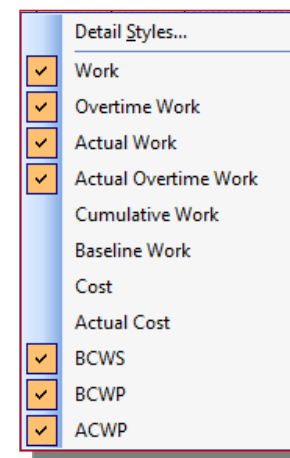 Detail Styles...
Work
Overtime Work
Actual Work
Actual Overtime Work
Cumulative Work
Baseline Work
Cost
Actual Cost
BCWS
BCWP
ACWP